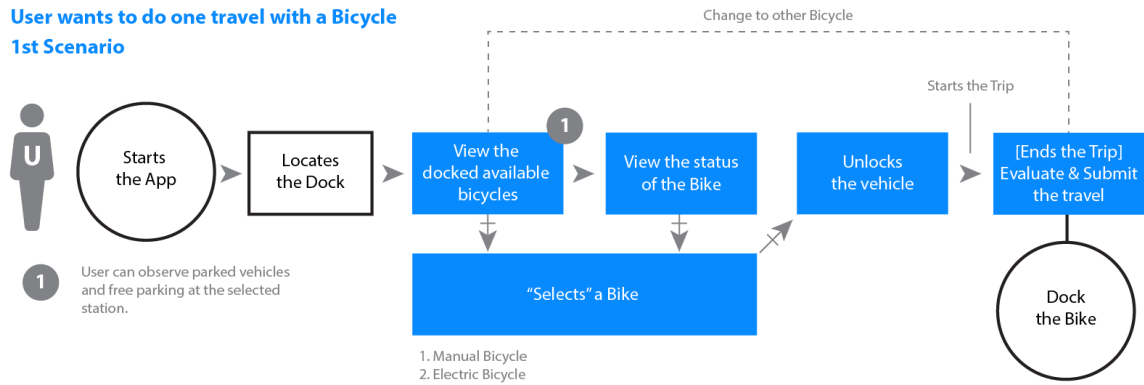 User wants to do one travel with a Bicycle
1st Scenario
Change to other Bicycle
Starts the Trip
U
Starts
the App
Locates
the Dock
View the
docked available
bicycles
1
View the status
of the Bike
Unlocks
the vehicle
[Ends the Trip]
Evaluate & Submit
the travel
1
User can observe parked vehicles
and free parking at the selected
station.
“Selects” a Bike
Dock
the Bike
1. Manual Bicycle
2. Electric Bicycle